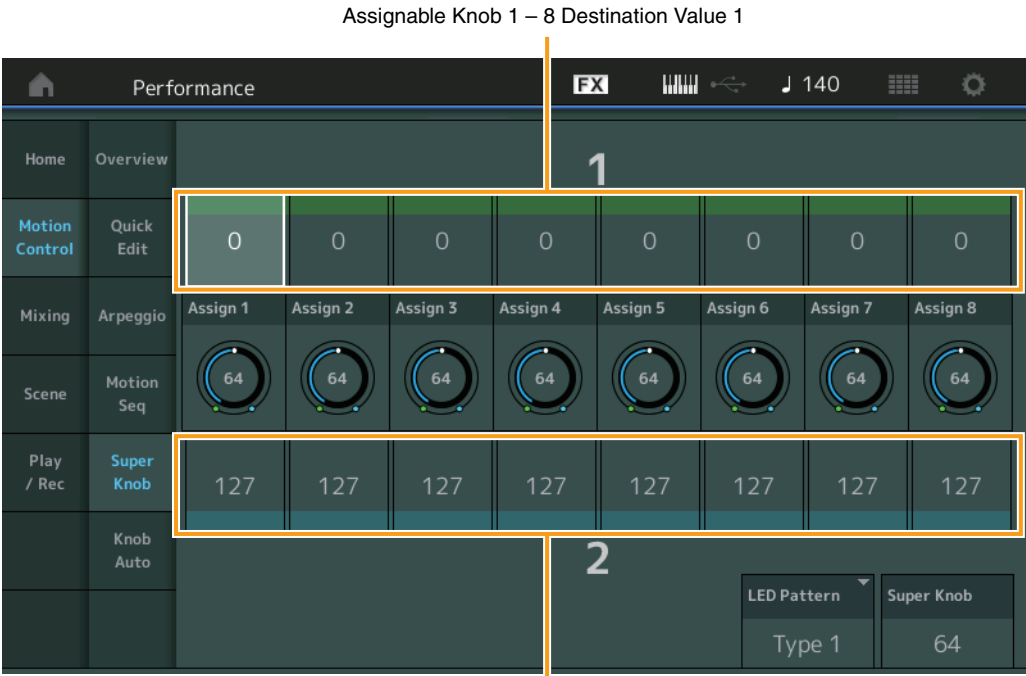 Assignable Knob 1 – 8 Destination Value 1
Performance FX ♩ 140
Home Overview
1
Motion Control Quick Edit
0 0 0 0 0 0 0 0
Mixing Arpeggio
Assign 1 Assign 2 Assign 3 Assign 4 Assign 5 Assign 6 Assign 7 Assign 8
Scene Motion Seq
64 64 64 64 64 64 64 64
Play / Rec Super Knob
127 127 127 127 127 127 127 127
Knob Auto
2
LED Pattern Super Knob
Type 1 64